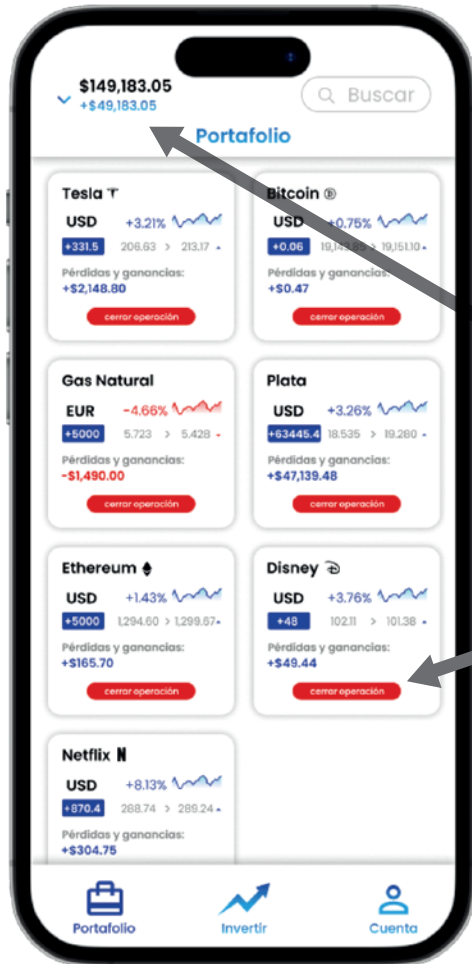 $149,183.05
+$49,183.05
Buscar
Portafolio
Tesla
USD +3.21%
+331.5 206.63 > 213.17
Pérdidas y ganancias:
+$2,148.80
cerrar operación
Bitcoin
USD +0.75%
+0.06 > 19,151.10
Pérdidas y ganancias:
+$0.47
cerrar operación
Gas Natural
EUR -4.66%
+5000 5.723 > 5.428
Pérdidas y ganancias:
-$1,490.00
cerrar operación
Plata
USD +3.26%
+63445.4 18.535 > 19.280
Pérdidas y ganancias:
+$47,139.48
cerrar operación
Ethereum
USD +1.43%
+5000 1,294.60 > 1,299.67
Pérdidas y ganancias:
+$165.70
cerrar operación
Disney
USD +3.76%
+48 102.11 > 101.38
Pérdidas y ganancias:
+$49.44
cerrar operación
Netflix
USD +8.13%
+870.4 288.74 > 289.24
Pérdidas y ganancias:
+$304.75
Portafolio
Invertir
Cuenta